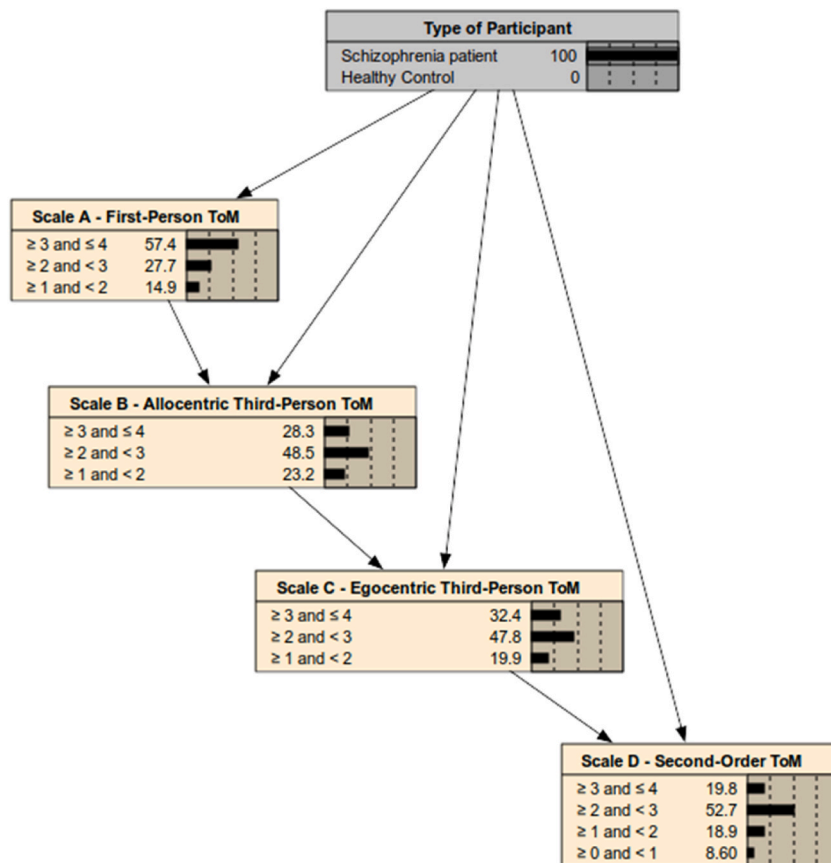 Type of Participant
Schizophrenia patient 100
Healthy Control 0
Scale A - First-Person ToM
≥ 3 and ≤ 4 57.4
≥ 2 and < 3 27.7
≥ 1 and < 2 14.9
Scale B - Allocentric Third-Person ToM
≥ 3 and ≤ 4 28.3
≥ 2 and < 3 48.5
≥ 1 and < 2 23.2
Scale C - Egocentric Third-Person ToM
≥ 3 and ≤ 4 32.4
≥ 2 and < 3 47.8
≥ 1 and < 2 19.9
Scale D - Second-Order ToM
≥ 3 and ≤ 4 19.8
≥ 2 and < 3 52.7
≥ 1 and < 2 18.9
≥ 0 and < 1 8.60